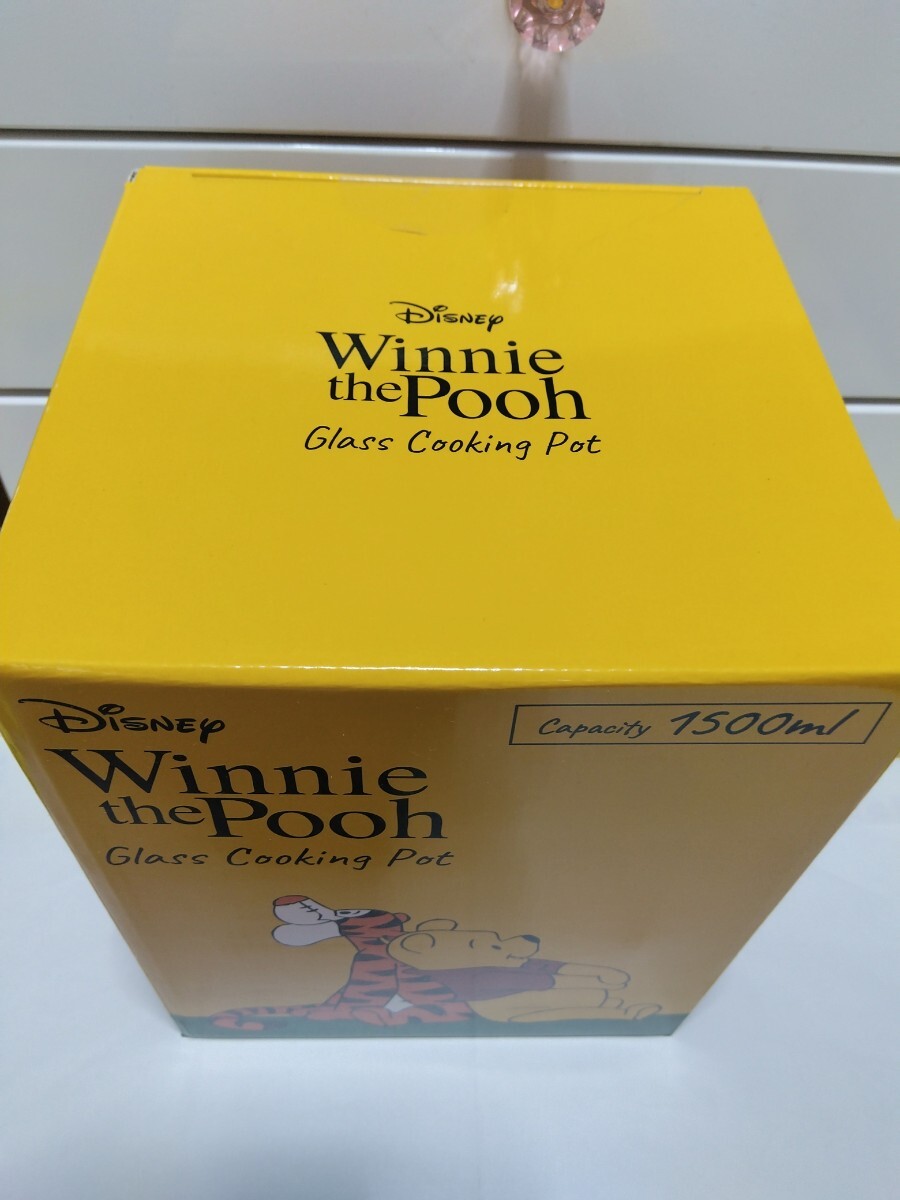 Disney
Winnie
the Pooh
Glass Cooking Pot
Disney
Winnie
the Pooh
Glass Cooking Pot
Capacity 1500ml